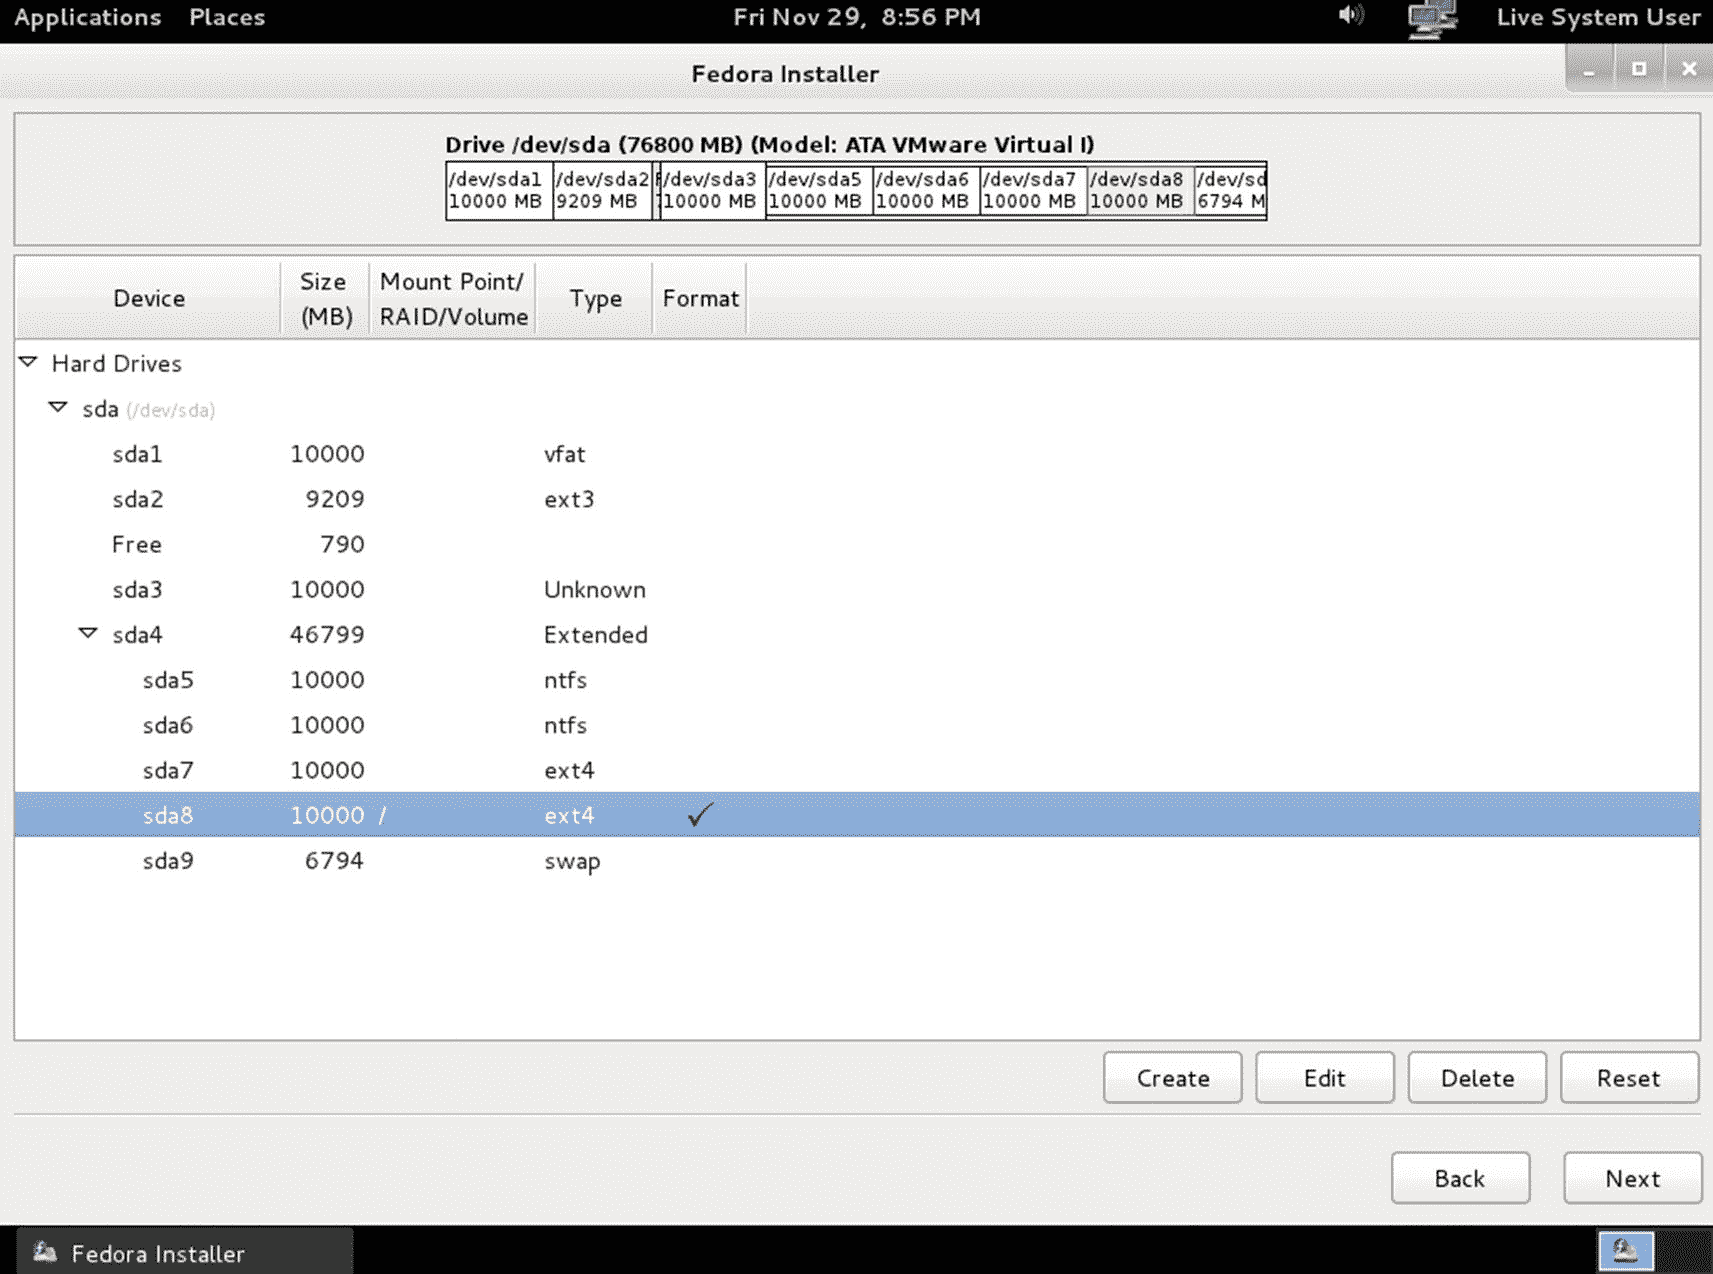 Applications Places Fri Nov 29, 8:56 PM Live System User
Fedora Installer
Drive /dev/sda (76800 MB) (Model: ATA VMware Virtual I)
/dev/sda1 /dev/sda2 /dev/sda3 /dev/sda5 /dev/sda6 /dev/sda7 /dev/sda8 /dev/sd
10000 MB 9209 MB 10000 MB 10000 MB 10000 MB 10000 MB 10000 MB 6794 M
Device Size (MB) Mount Point/ RAID/Volume Type Format
Hard Drives
sda (/dev/sda)
sda1 10000 vfat
sda2 9209 ext3
Free 790
sda3 10000 Unknown
sda4 46799 Extended
sda5 10000 ntfs
sda6 10000 ntfs
sda7 10000 ext4
sda8 10000 / ext4 ✓
sda9 6794 swap
Create Edit Delete Reset
Back Next
Fedora Installer